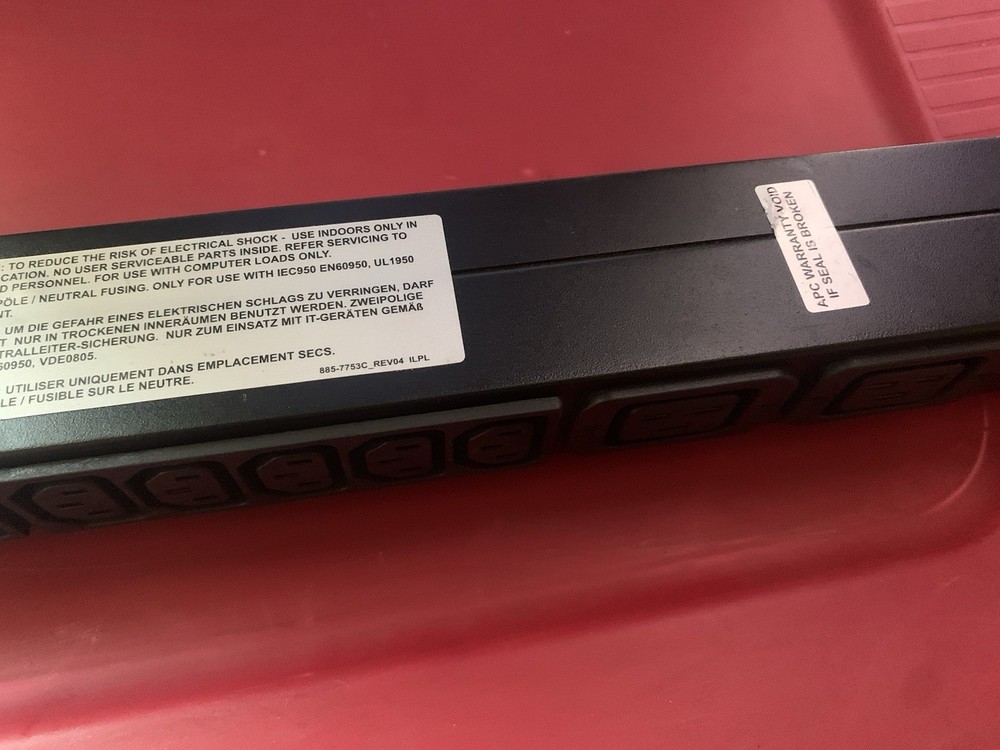 : TO REDUCE THE RISK OF ELECTRICAL SHOCK - USE INDOORS ONLY IN
CATION. NO USER SERVICEABLE PARTS INSIDE. REFER SERVICING TO
D PERSONNEL. FOR USE WITH COMPUTER LOADS ONLY.
PÔLE / NEUTRAL FUSING. ONLY FOR USE WITH IEC950 EN60950, UL1950
NT.
UM DIE GEFAHR EINES ELEKTRISCHEN SCHLAGS ZU VERRINGEN, DARF
T NUR IN TROCKENEN INNERÄUMEN BENUTZT WERDEN. ZWEIPOLIGE
TRALLEITER-SICHERUNG. NUR ZUM EINSATZ MIT IT-GERÄTEN GEMÄß
60950, VDE0805.
UTILISER UNIQUEMENT DANS EMPLACEMENT SECS.
LE / FUSIBLE SUR LE NEUTRE.
885-7753C_REV04 ILPL
APC WARRANTY VOID
IF SEAL IS BROKEN